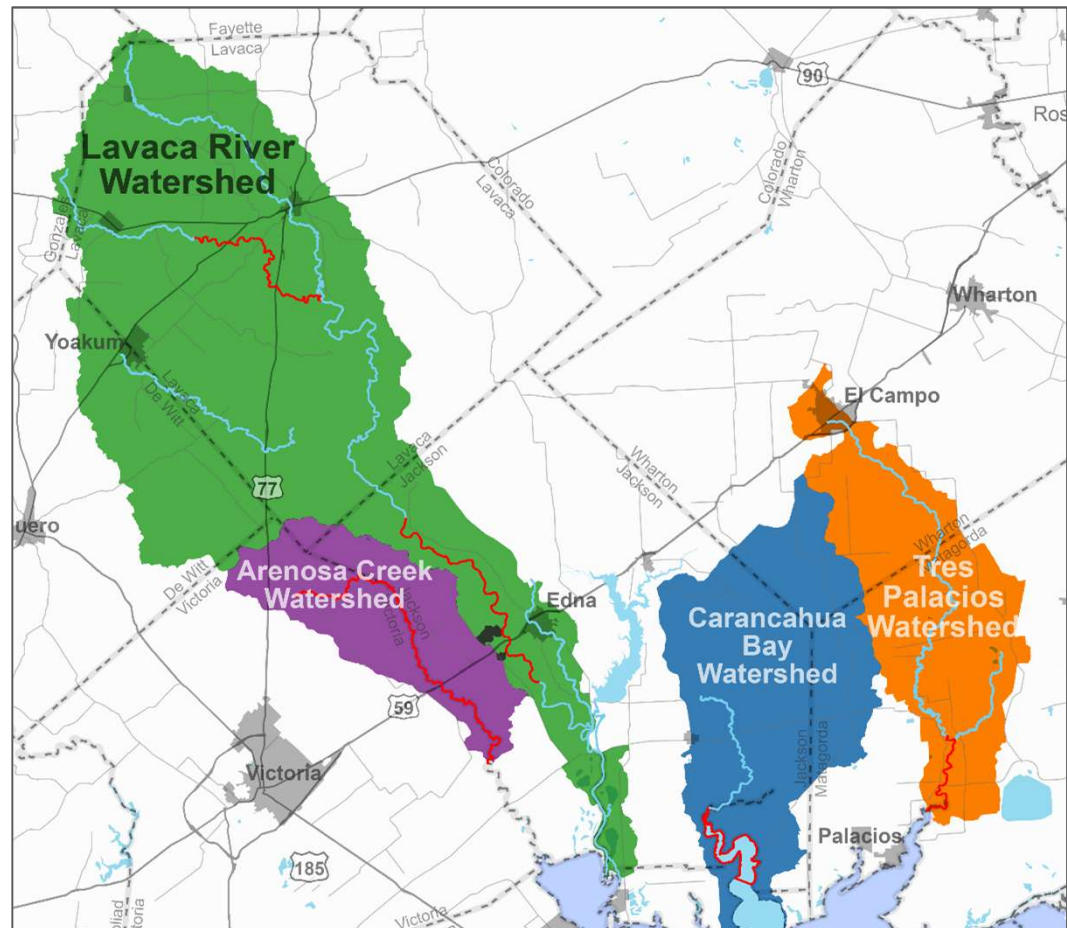 Fayette
Lavaca
90
Ros
Lavaca River
Watershed
Colorado
Lavaca
Colorado
Wharton
Gonzales
Lavaca
Wharton
Yoakum
Lavaca
De Witt
El Campo
Lavaca
Jackson
Wharton
Jackson
77
uero
Wharton
Matagorda
De Witt
Victoria
Arenosa Creek
Watershed
Jackson
Victoria
Edna
Tres
Palacios
Watershed
Carancahua
Bay
Watershed
59
Jackson
Matagorda
Victoria
Palacios
185
Victoria
oliad
toria